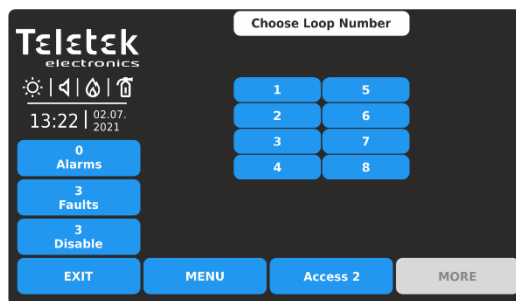 Choose Loop Number
Teletek
electronics
13:22
02.07.
2021
1 5
2 6
3 7
4 8
0
Alarms
3
Faults
3
Disable
EXIT MENU Access 2 MORE